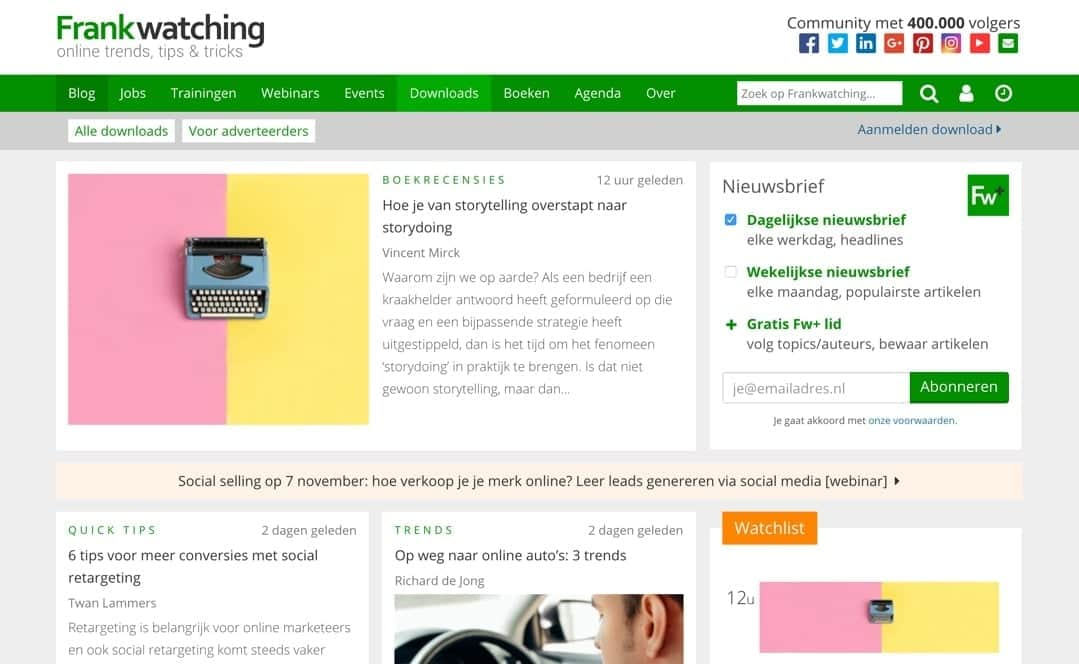 Frankwatching
online trends, tips & tricks
Community met 400.000 volgers
Blog Jobs Trainingen Webinars Events Downloads Boeken Agenda Over Zoek op Frankwatching...
Alle downloads Voor adverteerders Aanmelden download
BOEKRECENSIES 12 uur geleden
Hoe je van storytelling overstapt naar
storydoing
Vincent Mirck
Waarom zijn we op aarde? Als een bedrijf een
kraakhelder antwoord heeft geformuleerd op die
vraag en een bijpassende strategie heeft
uitgestippeld, dan is het tijd om het fenomeen
‘storydoing’ in praktijk te brengen. Is dat niet
gewoon storytelling, maar dan...
Nieuwsbrief
Fw+
Dagelijkse nieuwsbrief
elke werkdag, headlines
Wekelijkse nieuwsbrief
elke maandag, populairste artikelen
Gratis Fw+ lid
volg topics/auteurs, bewaar artikelen
je@emailadres.nl Abonneren
Je gaat akkoord met onze voorwaarden.
Social selling op 7 november: hoe verkoop je je merk online? Leer leads genereren via social media [webinar]
QUICK TIPS 2 dagen geleden
6 tips voor meer conversies met social
retargeting
Twan Lammers
Retargeting is belangrijk voor online marketeers
en ook social retargeting komt steeds vaker
TRENDS 2 dagen geleden
Op weg naar online auto’s: 3 trends
Richard de Jong
Watchlist
12u